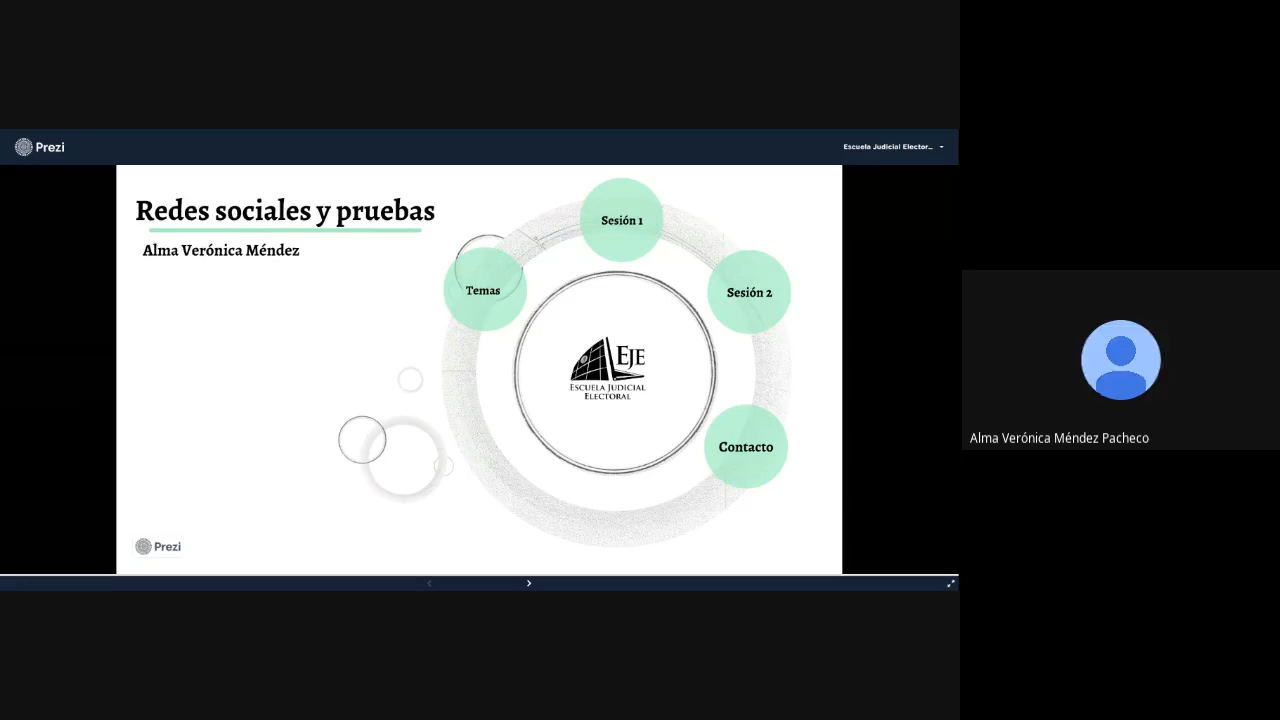 Prezi
Escuela Judicial Elector...
Redes sociales y pruebas
Alma Verónica Méndez
Sesión 1
Temas
Sesión 2
EJE
ESCUELA JUDICIAL
ELECTORAL
Contacto
Prezi
Alma Verónica Méndez Pacheco